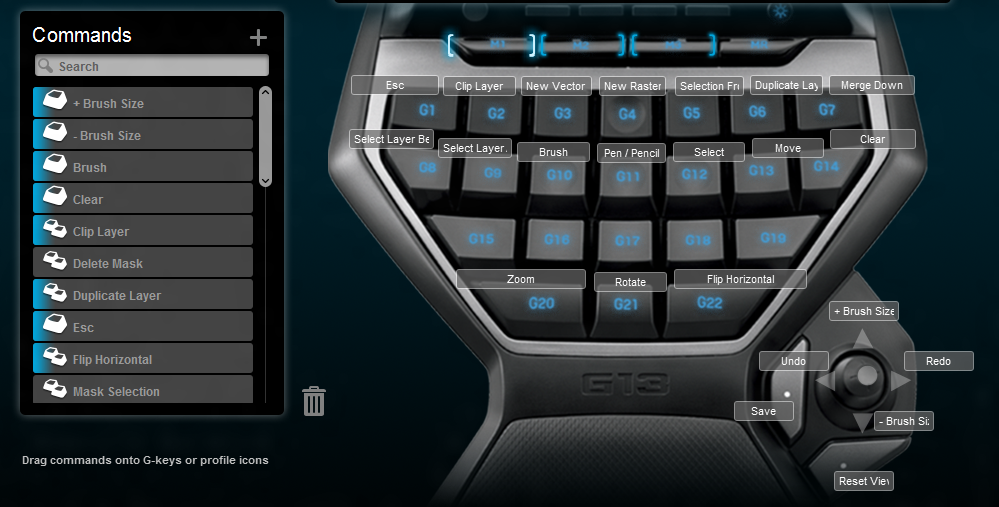 Commands
Search
+ Brush Size
- Brush Size
Brush
Clear
Clip Layer
Delete Mask
Duplicate Layer
Esc
Flip Horizontal
Mask Selection
Drag commands onto G-keys or profile icons
M1 M2 M3 MR
Esc Clip Layer New Vector New Raster Selection Fr Duplicate Lay Merge Down
G1 G2 G3 G4 G5 G6 G7
Select Layer Be Select Layer Brush Pen / Pencil Select Move Clear
G8 G9 G10 G11 G12 G13 G14
G15 G16 G17 G18 G19
Zoom Rotate Flip Horizontal
G20 G21 G22
+ Brush Size
Undo Redo
G13
Save
- Brush Si
Reset View